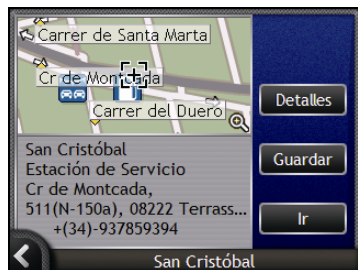 Carrer de Santa Marta
Cr de Montcada
Carrer del Duero
Detalles
San Cristóbal
Estación de Servicio
Cr de Montcada,
511(N-150a), 08222 Terrass...
+(34)-937859394
Guardar
Ir
San Cristóbal